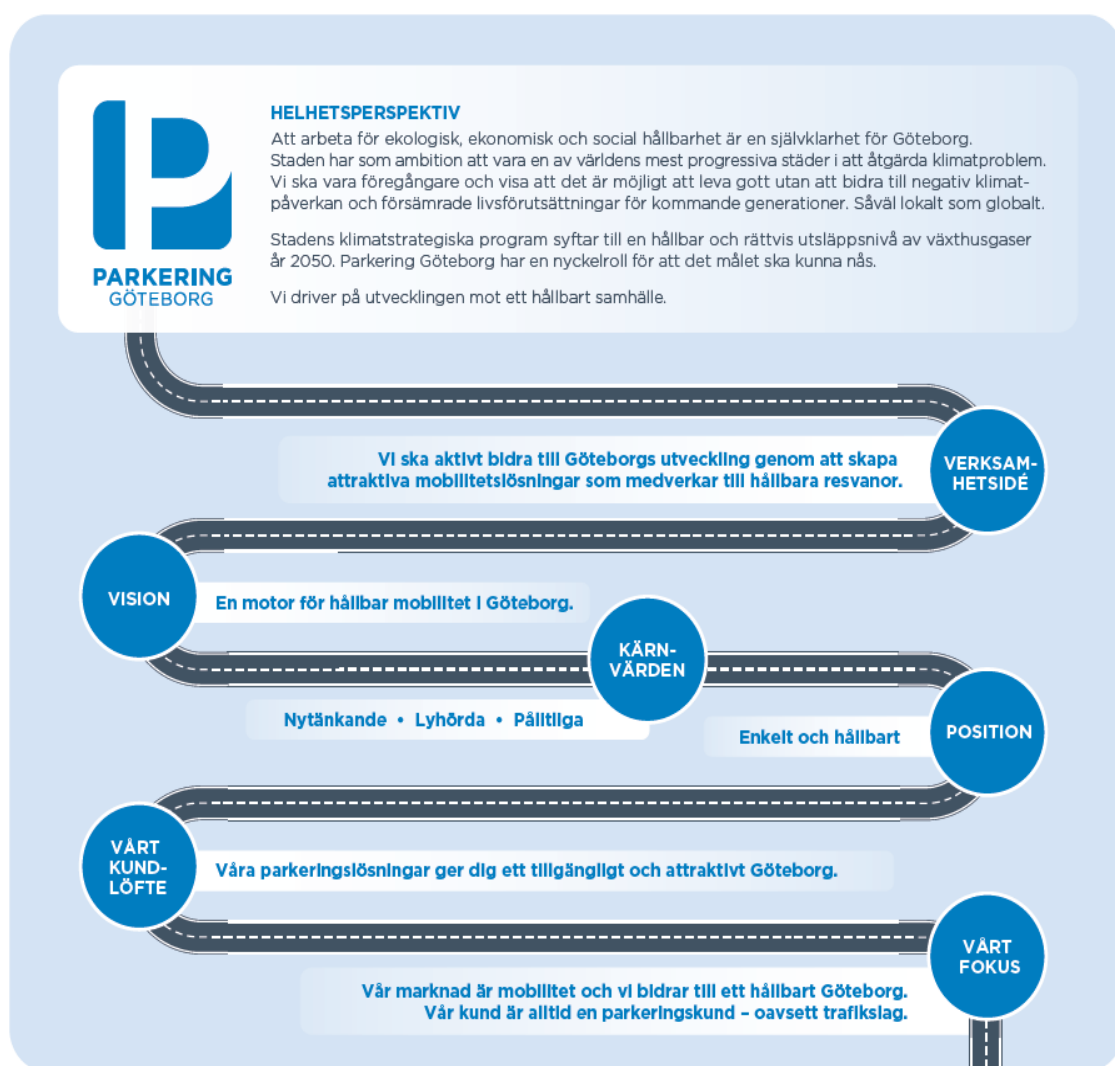 PARKERING
GÖTEBORG
HELHETSPERSPEKTIV
Att arbeta för ekologisk, ekonomisk och social hållbarhet är en självklarhet för Göteborg.
Staden har som ambition att vara en av världens mest progressiva städer i att åtgärda klimatproblem.
Vi ska vara föregångare och visa att det är möjligt att leva gott utan att bidra till negativ klimat-
påverkan och försämrade livsförutsättningar för kommande generationer. Såväl lokalt som globalt.
Stadens klimatstrategiska program syftar till en hållbar och rättvis utsläppsnivå av växthusgaser
år 2050. Parkering Göteborg har en nyckelroll för att det målet ska kunna nås.
Vi driver på utvecklingen mot ett hållbart samhälle.
VERKSAM-
HETSIDÉ
Vi ska aktivt bidra till Göteborgs utveckling genom att skapa
attraktiva mobilitetslösningar som medverkar till hållbara resvanor.
VISION
En motor för hållbar mobilitet i Göteborg.
KÄRN-
VÄRDEN
Nytänkande • Lyhörda • Pålitliga
POSITION
Enkelt och hållbart
VÅRT
KUND-
LÖFTE
Våra parkeringslösningar ger dig ett tillgängligt och attraktivt Göteborg.
VÅRT
FOKUS
Vår marknad är mobilitet och vi bidrar till ett hållbart Göteborg.
Vår kund är alltid en parkeringskund – oavsett trafikslag.